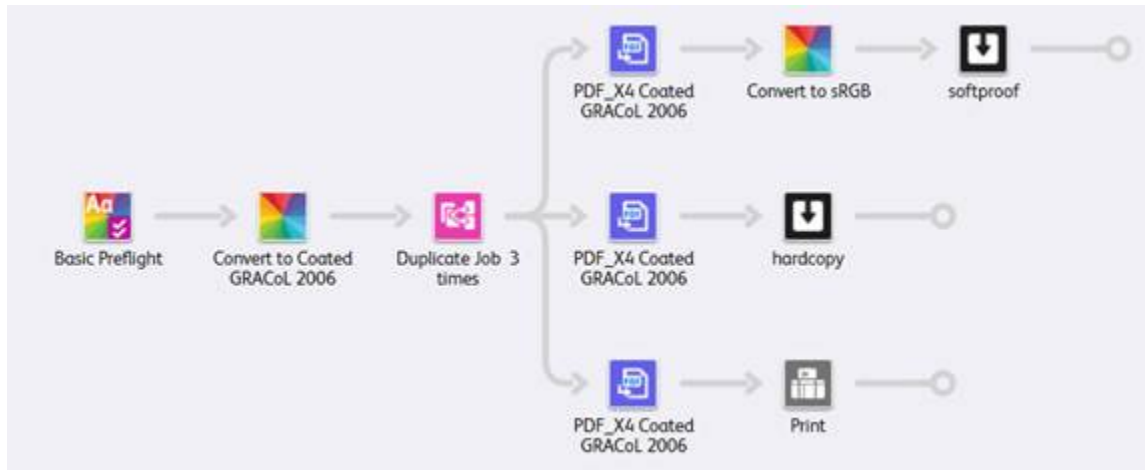 PDF_X4 Coated
GRACoL 2006
Convert to sRGB
softproof
Aa
Basic Preflight
Convert to Coated
GRACoL 2006
Duplicate Job 3
times
PDF_X4 Coated
GRACoL 2006
hardcopy
PDF_X4 Coated
GRACoL 2006
Print